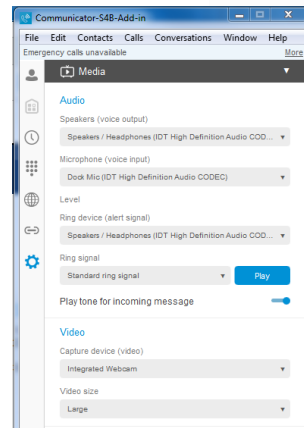 Communicator-S4B-Add-in
File Edit Contacts Calls Conversations Window Help
Emergency calls unavailable More
Media
Audio
Speakers (voice output)
Speakers / Headphones (IDT High Definition Audio COD...
Microphone (voice input)
Dock Mic (IDT High Definition Audio CODEC)
Level
Ring device (alert signal)
Speakers / Headphones (IDT High Definition Audio COD...
Ring signal
Standard ring signal Play
Play tone for incoming message
Video
Capture device (video)
Integrated Webcam
Video size
Large